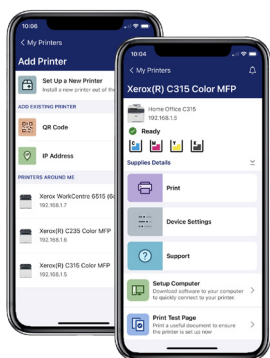 10:06
< My Printers
Add Printer
Set Up a New Printer
Install a new printer out of the
ADD EXISTING PRINTER
QR Code
IP Address
PRINTERS AROUND ME
Xerox WorkCentre 6515 (6
192.168.1.7
Xerox(R) C235 Color MFP
192.168.1.6
Xerox(R) C315 Color MFP
192.168.1.5
10:04
< My Printers
Xerox(R) C315 Color MFP
Home Office C315
192.168.1.5
Ready
C M Y K
Supplies Details
Print
Device Settings
Support
Setup Computer
Download software to your computer
to quickly connect to your printer.
Print Test Page
Print a useful document to ensure
the printer is set up now